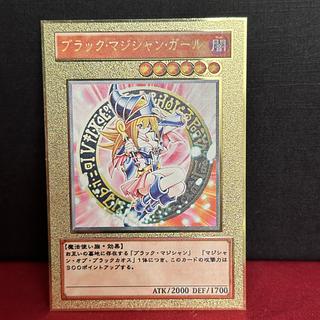 ブラック・マジシャン・ガール
闇
【魔法使い族・効果】
お互いの墓地に存在する「ブラック・マジシャン」「マジシャ
ン・オブ・ブラックカオス」１体につき、このカードの攻撃力は
３００ポイントアップする。
ATK/2000 DEF/1700